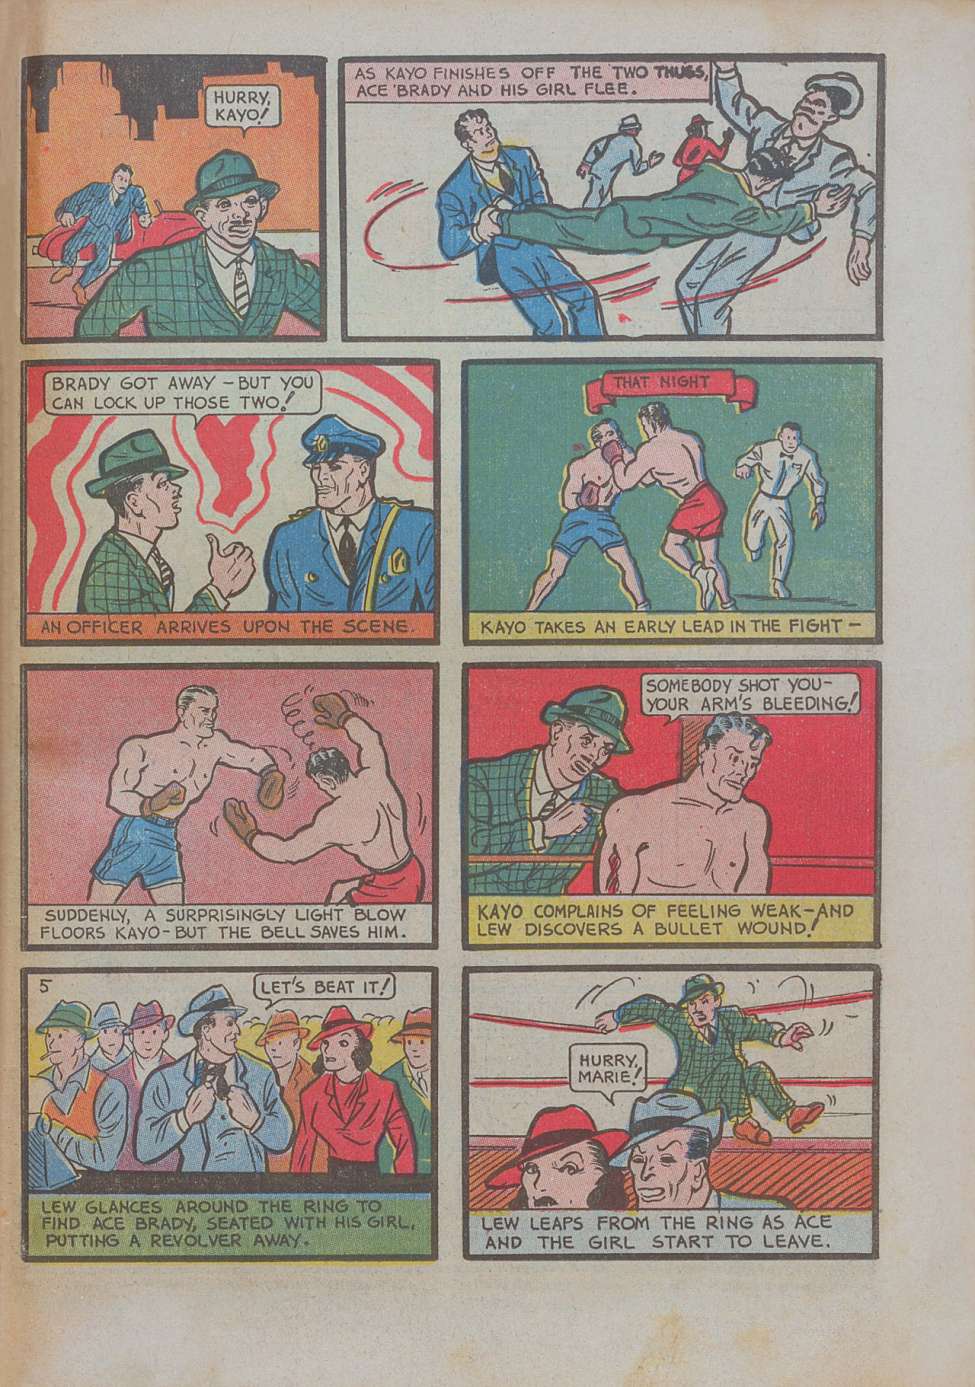 HURRY,
KAYO!
AS KAYO FINISHES OFF THE TWO THUGS,
ACE BRADY AND HIS GIRL FLEE.
BRADY GOT AWAY - BUT YOU
CAN LOCK UP THOSE TWO!
AN OFFICER ARRIVES UPON THE SCENE.
THAT NIGHT
KAYO TAKES AN EARLY LEAD IN THE FIGHT -
SUDDENLY, A SURPRISINGLY LIGHT BLOW
FLOORS KAYO - BUT THE BELL SAVES HIM.
SOMEBODY SHOT YOU -
YOUR ARM'S BLEEDING!
KAYO COMPLAINS OF FEELING WEAK - AND
LEW DISCOVERS A BULLET WOUND!
5
LET'S BEAT IT!
LEW GLANCES AROUND THE RING TO
FIND ACE BRADY, SEATED WITH HIS GIRL,
PUTTING A REVOLVER AWAY.
HURRY,
MARIE!
LEW LEAPS FROM THE RING AS ACE
AND THE GIRL START TO LEAVE.